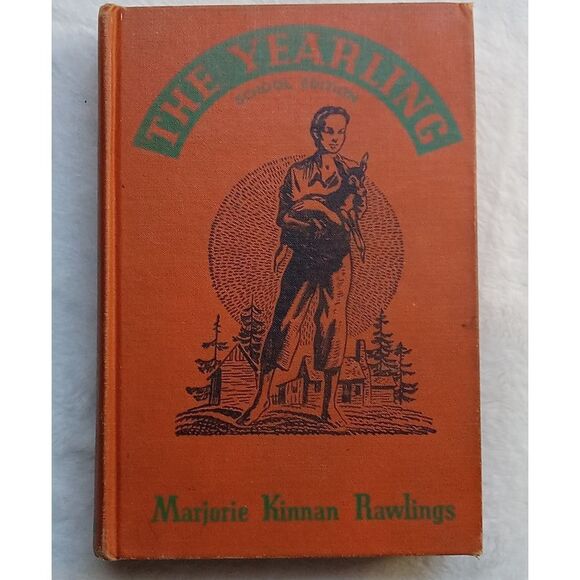 THE YEARLING
SCHOOL EDITION
Marjorie Kinnan Rawlings